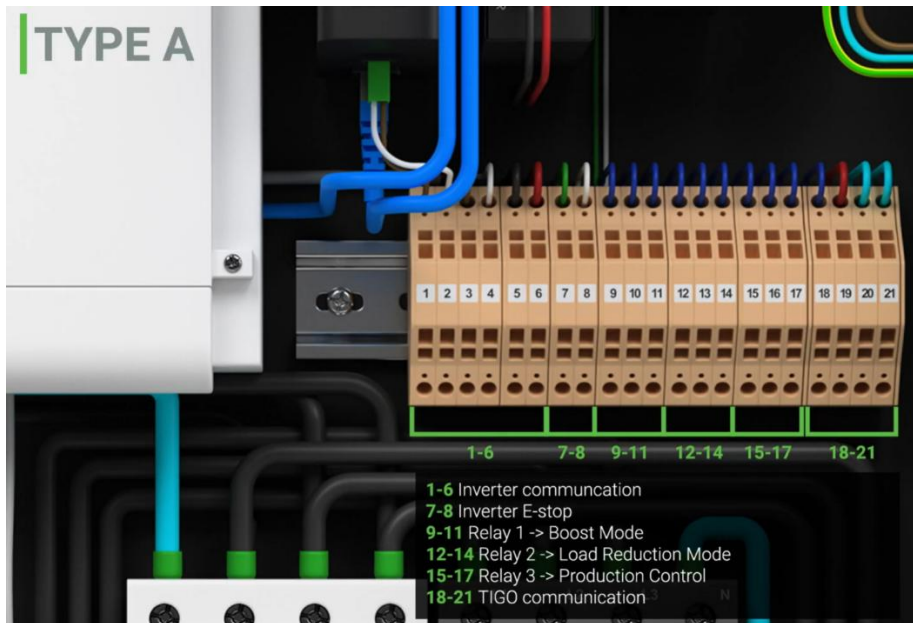 TYPE A
1 2 3 4 5 6 7 8 9 10 11 12 13 14 15 16 17 18 19 20 21
1-6 7-8 9-11 12-14 15-17 18-21
1-6 Inverter communcation
7-8 Inverter E-stop
9-11 Relay 1 -> Boost Mode
12-14 Relay 2 -> Load Reduction Mode
15-17 Relay 3 -> Production Control
18-21 TIGO communication
L3 N